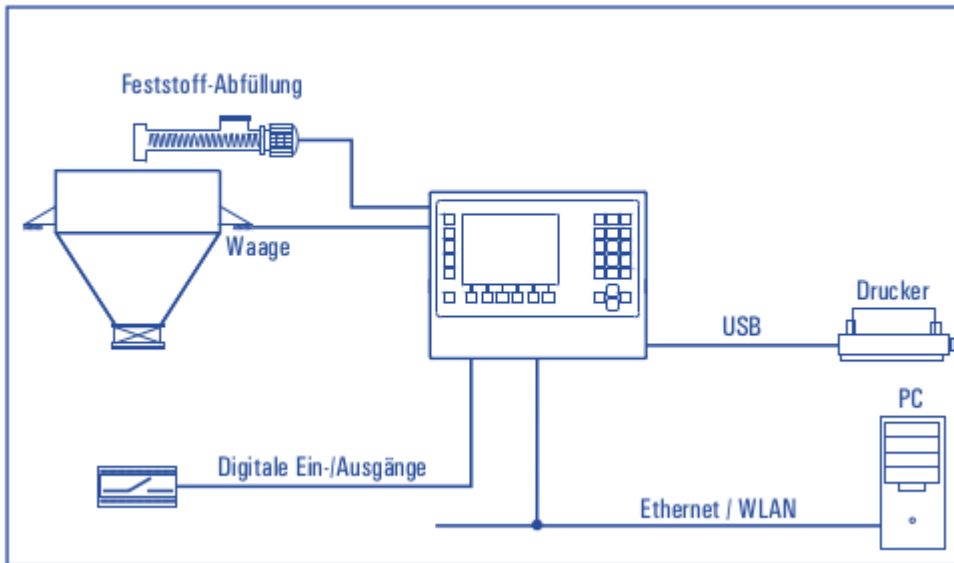 Feststoff-Abfüllung
Waage
Drucker
USB
PC
Digitale Ein-/Ausgänge
Ethernet / WLAN